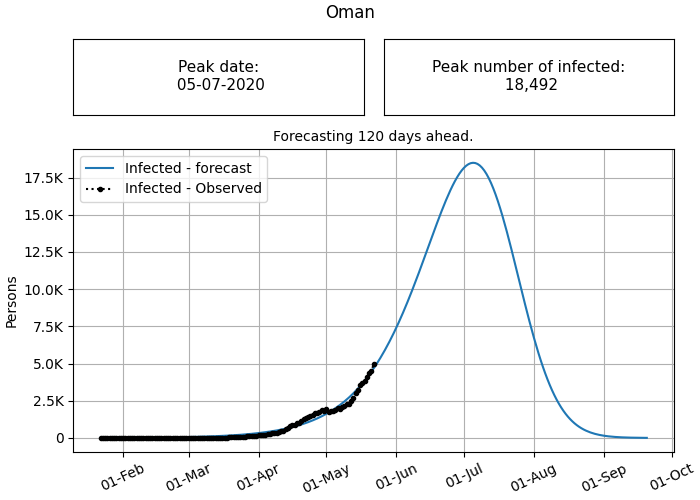 Oman
Peak date:
05-07-2020
Peak number of infected:
18,492
Forecasting 120 days ahead.
Infected - forecast
Infected - Observed
17.5K
15.0K
12.5K
10.0K
7.5K
5.0K
2.5K
0
Persons
01-Feb
01-Mar
01-Apr
01-May
01-Jun
01-Jul
01-Aug
01-Sep
01-Oct